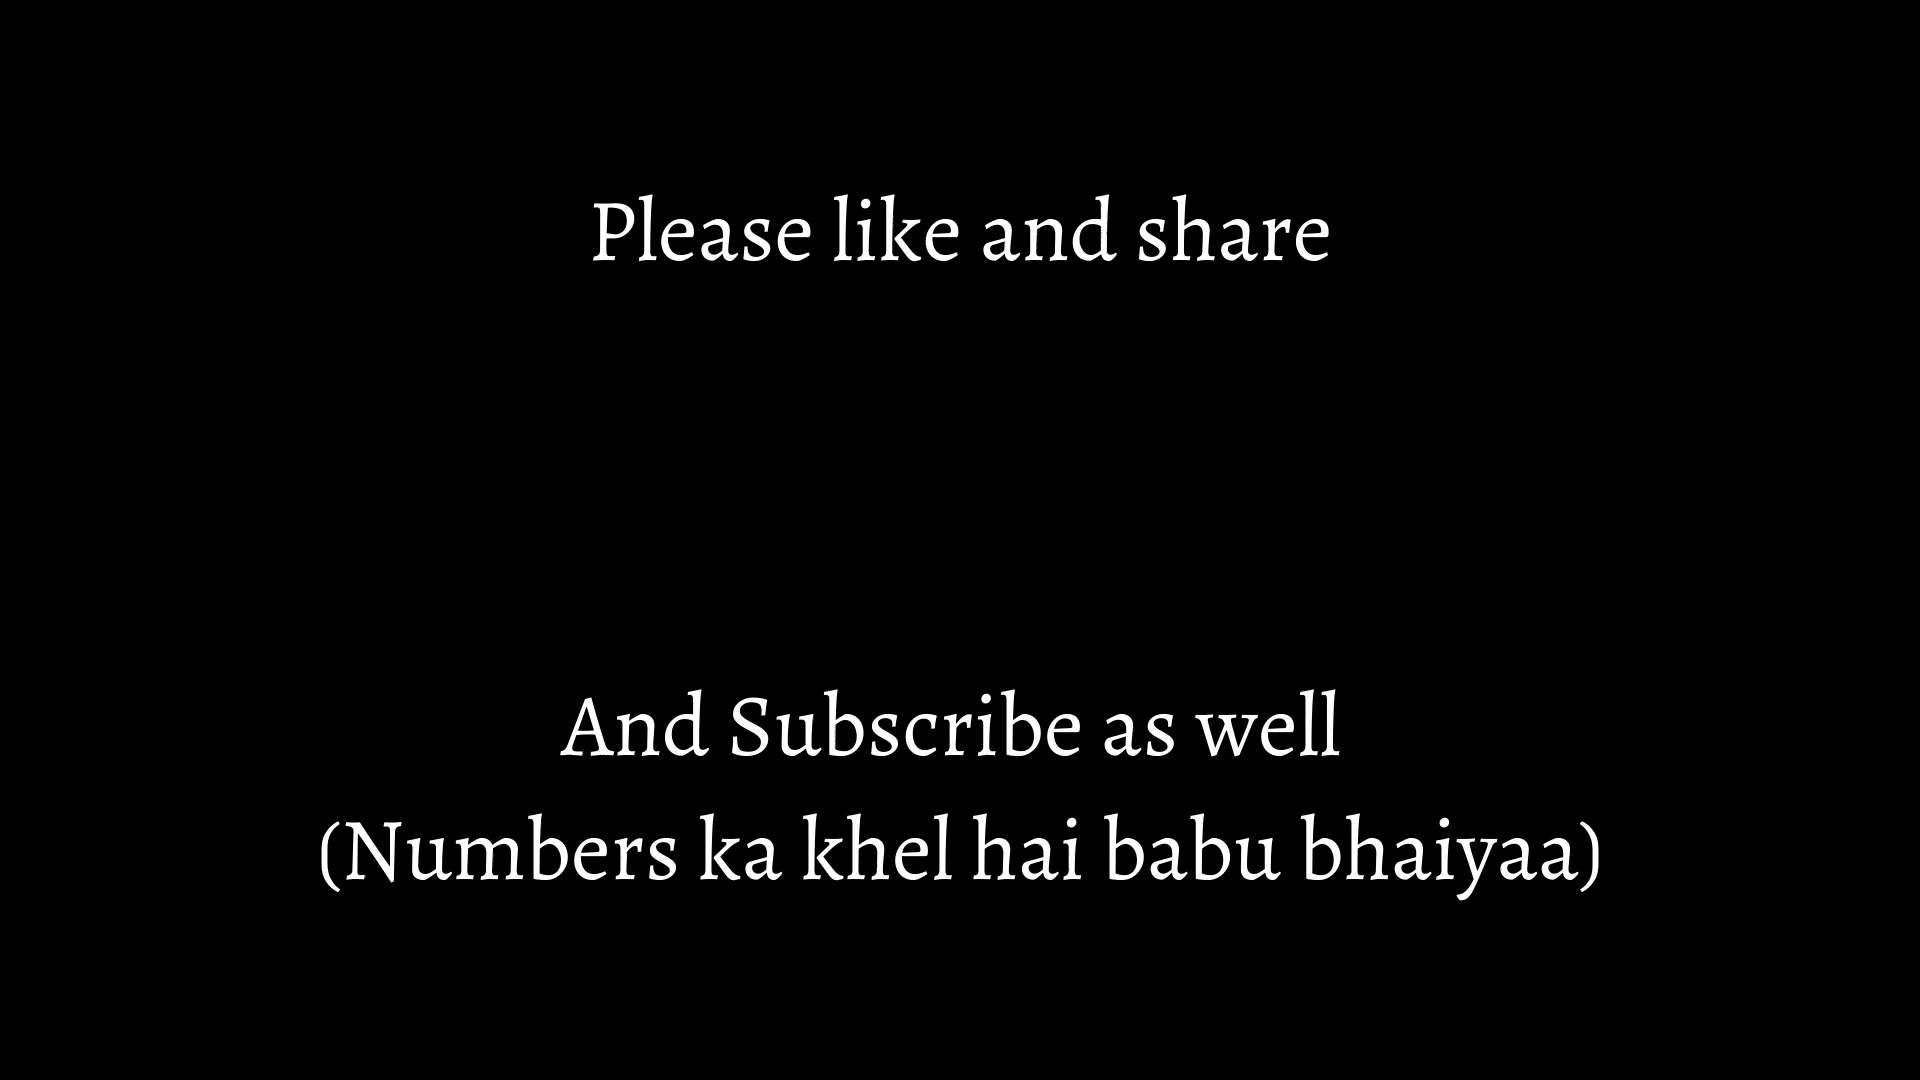 Please like and share
And Subscribe as well
(Numbers ka khel hai babu bhaiyaa)